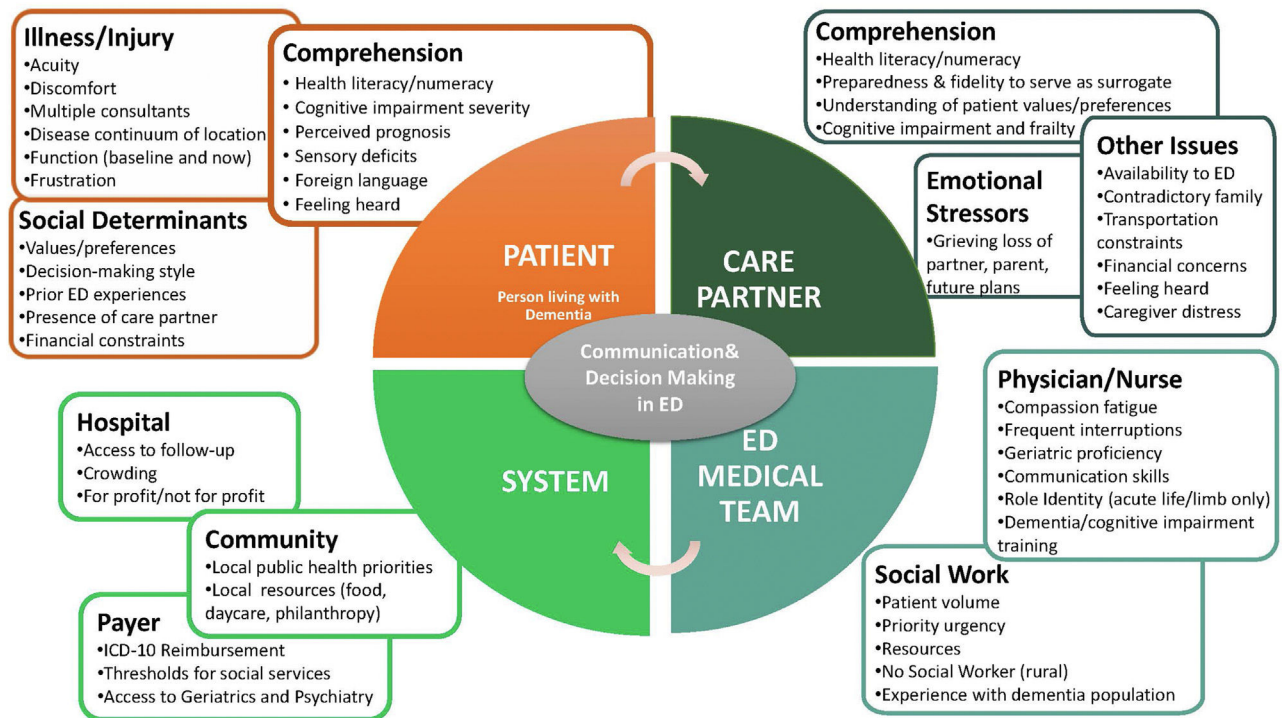 Illness/Injury
•Acuity
•Discomfort
•Multiple consultants
•Disease continuum of location
•Function (baseline and now)
•Frustration
Comprehension
• Health literacy/numeracy
• Cognitive impairment severity
• Perceived prognosis
• Sensory deficits
• Foreign language
• Feeling heard
Social Determinants
•Values/preferences
•Decision-making style
•Prior ED experiences
•Presence of care partner
•Financial constraints
PATIENT
Person living with
Dementia
Comprehension
•Health literacy/numeracy
•Preparedness & fidelity to serve as surrogate
•Understanding of patient values/preferences
•Cognitive impairment and frailty
Emotional
Stressors
•Grieving loss of
partner, parent,
future plans
Other Issues
•Availability to ED
•Contradictory family
•Transportation
constraints
•Financial concerns
•Feeling heard
•Caregiver distress
CARE
PARTNER
Communication&
Decision Making
in ED
SYSTEM
ED
MEDICAL
TEAM
Hospital
•Access to follow-up
•Crowding
•For profit/not for profit
Community
•Local public health priorities
•Local resources (food,
daycare, philanthropy)
Payer
•ICD-10 Reimbursement
•Thresholds for social services
•Access to Geriatrics and Psychiatry
Physician/Nurse
•Compassion fatigue
•Frequent interruptions
•Geriatric proficiency
•Communication skills
•Role Identity (acute life/limb only)
•Dementia/cognitive impairment
training
Social Work
•Patient volume
•Priority urgency
•Resources
•No Social Worker (rural)
•Experience with dementia population